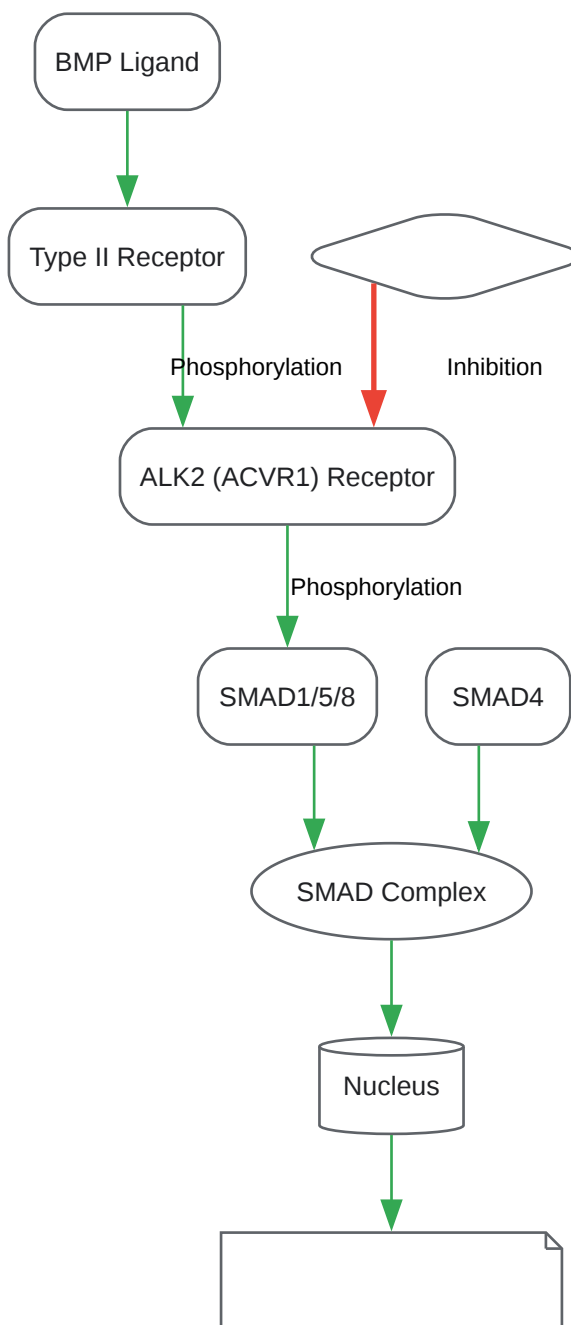 BMP Ligand
Type II Receptor
Phosphorylation
Inhibition
ALK2 (ACVR1) Receptor
Phosphorylation
SMAD1/5/8
SMAD4
SMAD Complex
Nucleus